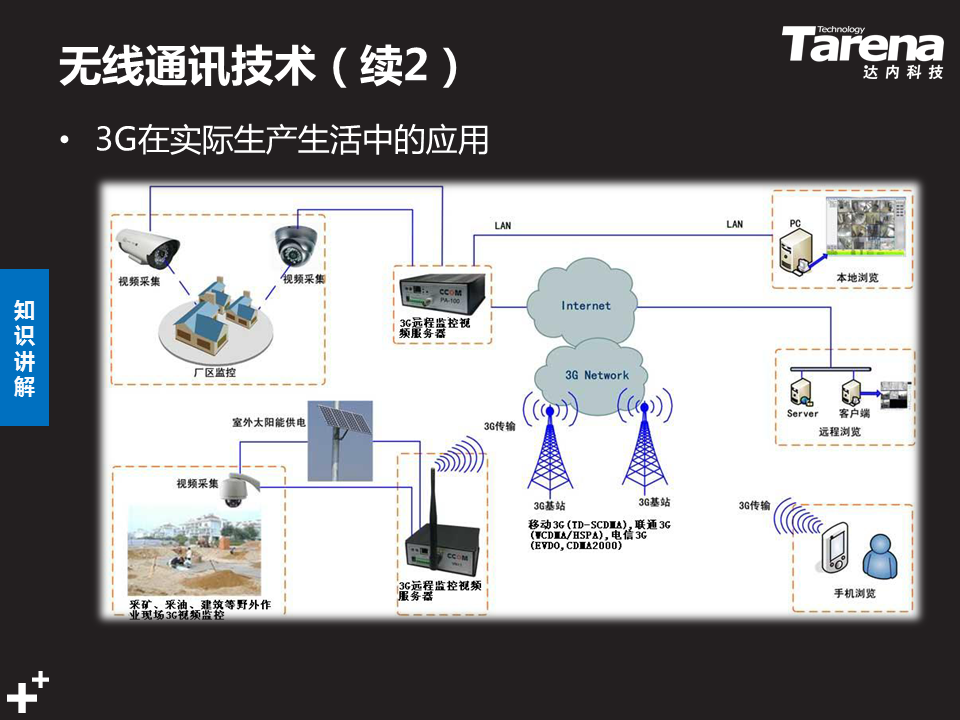 无线通讯技术（续2）
Technology
Tarena
达内科技
• 3G在实际生产生活中的应用
知识讲解
视频采集
视频采集
厂区监控
CCOM
PA-100
3G远程监控视
频服务器
LAN
LAN
PC
本地浏览
Internet
3G Network
Server
客户端
远程浏览
室外太阳能供电
视频采集
采矿、采油、建筑等野外作
业现场3G视频监控
CCOM
3G远程监控视频
服务器
3G传输
3G基站
3G基站
移动3G(TD-SCDMA),联通3G
(WCDMA/HSPA),电信3G
(EVDO,CDMA2000)
3G传输
手机浏览